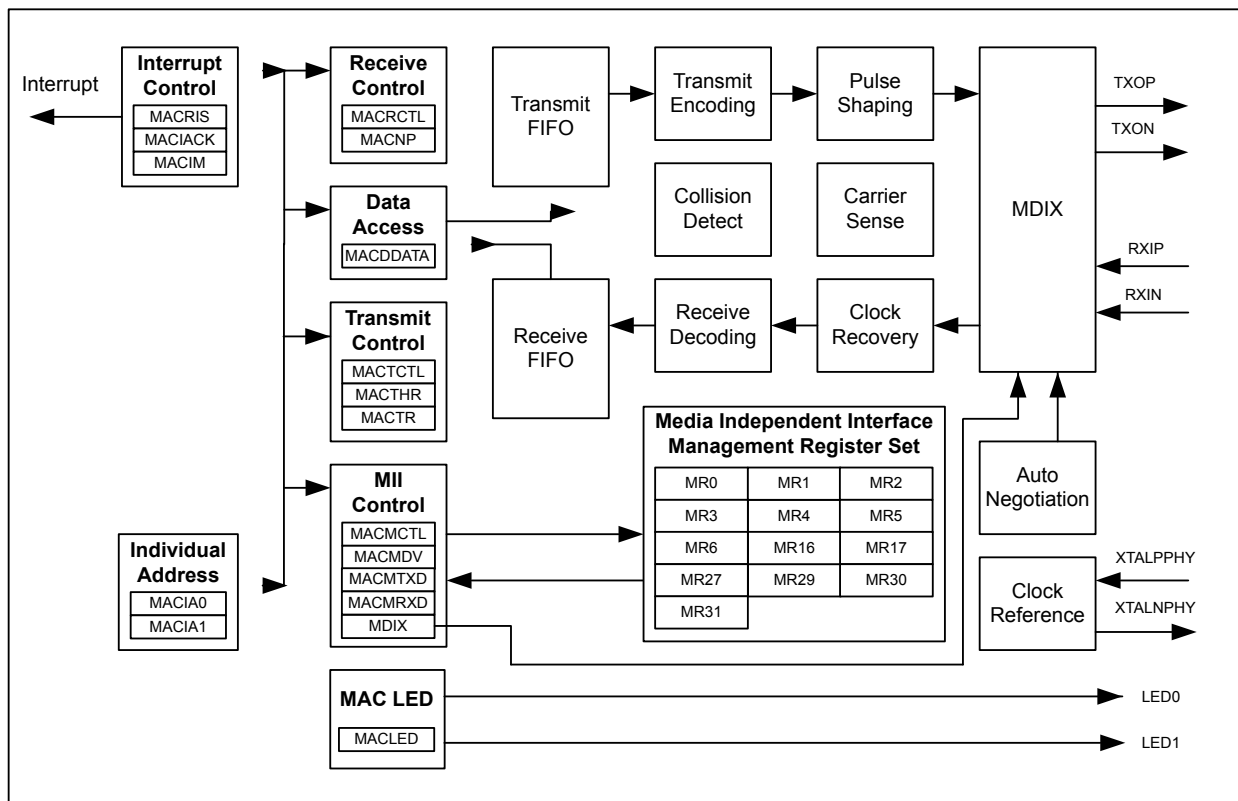 Interrupt
Interrupt
Control
MACRIS
MACIACK
MACIM
Individual
Address
MACIA0
MACIA1
Receive
Control
MACRCTL
MACNP
Data
Access
MACDDATA
Transmit
Control
MACTCTL
MACTHR
MACTR
MII
Control
MACMCTL
MACMDV
MACMTXD
MACMRXD
MDIX
MAC LED
MACLED
Transmit
FIFO
Receive
FIFO
Transmit
Encoding
Pulse
Shaping
Collision
Detect
Carrier
Sense
Receive
Decoding
Clock
Recovery
MDIX
TXOP
TXON
RXIP
RXIN
Media Independent Interface
Management Register Set
MR0 MR1 MR2
MR3 MR4 MR5
MR6 MR16 MR17
MR27 MR29 MR30
MR31
Auto
Negotiation
Clock
Reference
XTALPPHY
XTALNPHY
LED0
LED1